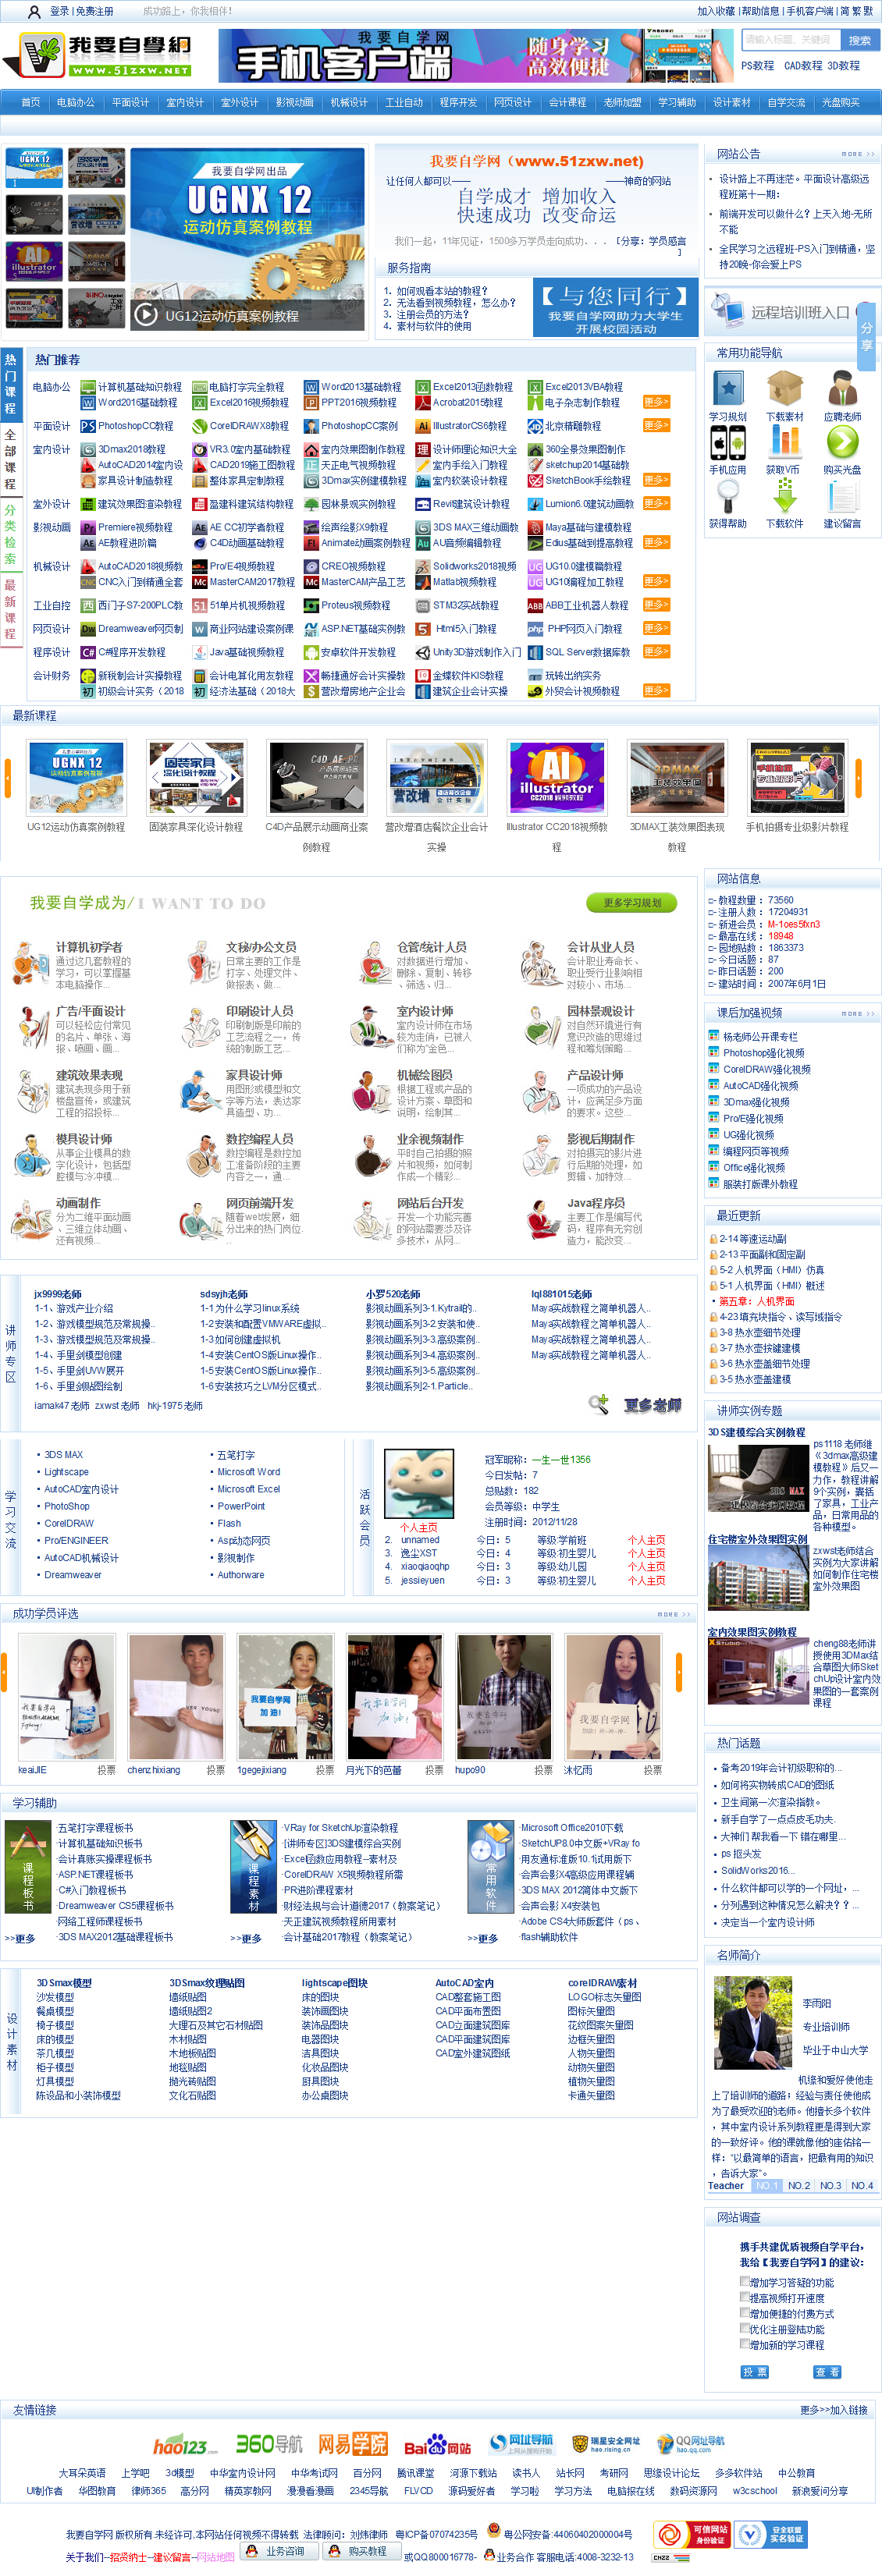 登录 | 免费注册
成功路上，你我相伴！
加入收藏 | 帮助信息 | 手机客户端 | 简 繁 默
我要自學網
WWW.51ZXW.NET
手机客户端
随身学习
高效便捷
请输入标题、关键词
搜索
PS教程 CAD教程 3D教程
首页 电脑办公 平面设计 室内设计 室外设计 影视动画 机械设计 工业自动 程序开发 网页设计 会计课程 老师加盟 学习辅助 设计素材 自学交流 光盘购买
我要自学网出品
UGNX 12
运动仿真案例教程
UG12运动仿真案例教程
我要自学网(www.51zxw.net)
让任何人都可以—— ——神奇的网站
自学成才 增加收入
快速成功 改变命运
我们一起，11年见证，1500多万学员走向成功．．． [分享：学员感言]
服务指南
1. 如何观看本站的教程？
2. 无法看到视频教程，怎么办？
3. 注册会员的方法？
4. 素材与软件的使用
【与您同行】
我要自学网助力大学生
开展校园活动
网站公告
MORE >>
设计路上不再迷茫。平面设计高级远程班第十一期：
前端开发可以做什么？上天入地-无所不能
全民学习之远程班-PS入门到精通，坚持20晚-你会爱上PS
远程培训班入口
分享
常用功能导航
学习规划 下载素材 应聘老师
手机应用 获取V币 购买光盘
获得帮助 下载软件 建议留言
热门课程
全部课程
分类检索
最新课程
热门推荐
电脑办公 计算机基础知识教程 电脑打字完全教程 Word2013基础教程 Excel2013函数教程 Excel2013VBA教程
Word2016基础教程 Excel2016视频教程 PPT2016视频教程 Acrobat2015教程 电子杂志制作教程 更多>
平面设计 PhotoshopCC教程 CorelDRAWX8教程 PhotoshopCC案例 IllustratorCS6教程 北京精雕教程 更多>
室内设计 3Dmax2018教程 VR3.0室内基础教程 室内效果图制作教程 设计师理论知识大全 360全景效果图制作
AutoCAD2014室内设 CAD2019施工图教程 天正电气视频教程 室内手绘入门教程 sketchup2014基础教
家具设计制造教程 整体家具定制教程 3Dmax实例建模教程 室内软装设计教程 SketchBook手绘教程 更多>
室外设计 建筑效果图渲染教程 盈建科建筑结构教程 园林景观实例教程 Revit建筑设计教程 Lumion6.0建筑动画教 更多>
影视动画 Premiere视频教程 AE CC初学者教程 绘声绘影X9教程 3DS MAX三维动画教 Maya基础与建模教程
AE教程进阶篇 C4D动画基础教程 Animate动画案例教程 AU音频编辑教程 Edius基础到提高教程 更多>
机械设计 AutoCAD2018视频教 Pro/E4视频教程 CREO视频教程 Solidworks2018视频 UG10.0建模篇教程
CNC入门到精通全套 MasterCAM2017教程 MasterCAM产品工艺 Matlab视频教程 UG10编程加工教程 更多>
工业自控 西门子S7-200PLC教 51单片机视频教程 Proteus视频教程 STM32实战教程 ABB工业机器人教程 更多>
网页设计 Dreamweaver网页制 商业网站建设案例课 ASP.NET基础实例教 Html5入门教程 PHP网页入门教程 更多>
程序设计 C#程序开发教程 Java基础视频教程 安卓软件开发教程 Unity3D游戏制作入门 SQL Server数据库教 更多>
会计财务 新税制会计实操教程 会计电算化用友教程 畅捷通好会计实操教 金蝶软件KIS教程 玩转出纳实务
初级会计实务（2018 经济法基础（2018大 营改增房地产企业会 建筑企业会计实操 外贸会计视频教程 更多>
最新课程
UG12运动仿真案例教程
固装家具深化设计教程
C4D产品展示动画商业案例教程
营改增酒店餐饮企业会计实操
Illustrator CC2018视频教程
3DMAX工装效果图表现教程
手机拍摄专业级影片教程
我要自学成为/ I WANT TO DO
更多学习规划
计算机初学者
通过这几套教程的学习，可以掌握基本电脑操作...
文秘/办公文员
日常主要的工作是打字、处理文件、做报表、做...
仓管/统计人员
对数据进行增加、删除、复制、转移、筛选、归...
会计从业人员
会计职业寿命长、职业受行业影响相对较小、市场...
广告/平面设计
可以轻松应付常见的名片、单张、海报、喷画、画...
印刷设计人员
印刷制版是印前的工艺流程之一，传统的制版工艺...
室内设计师
室内设计师在市场较为走俏，已被人们称为“金色...
园林景观设计
对自然环境进行有意识改造的思维过程和筹划策略...
建筑效果表现
建筑表现多用于新楼盘宣传，或建筑工程的招投标...
家具设计师
用图形或模型和文字等方法，表达家具造型、功...
机械绘图员
根据工程或产品的设计方案、草图和说明，绘制其...
产品设计师
一项成功的产品设计，应满足多方面的要求。这些...
模具设计师
从事企业模具的数字化设计，包括型腔模与冷冲模...
数控编程人员
数控编程是数控加工准备阶段的主要内容之一，通...
业余视频制作
平时自己拍摄的照片和视频，如何制作成一个精彩...
影视后期制作
对拍摄完的影片进行后期的处理，如剪辑、加特效...
动画制作
分为二维平面动画、三维立体动画、还有视频...
网页前端开发
随着web发展，细分出来的热门岗位...
网站后台开发
开发一个功能完善的网站需要涉及许多技术，从网...
Java程序员
主要工作是编写代码，程序有无穷创造力，能改变...
网站信息
教程数量：73560
注册人数：17204931
新进会员：M-1oes5fxn3
最高在线：18948
园地贴数：1863373
今日话题：87
昨日话题：200
建站时间：2007年6月1日
课后加强视频
MORE >>
杨老师公开课专栏
Photoshop强化视频
CorelDRAW强化视频
AutoCAD强化视频
3Dmax强化视频
Pro/E强化视频
UG强化视频
编程网页等视频
Office强化视频
服装打版课外教程
最近更新
2-14 等速运动副
2-13 平面副和固定副
5-2 人机界面（HMI）仿真
5-1 人机界面（HMI）概述
第五章：人机界面
4-23 填充块指令、读写域指令
3-8 热水壶细节处理
3-7 热水壶按键建模
3-6 热水壶盖细节处理
3-5 热水壶盖建模
讲师专区
jx9999老师
1-1、游戏产业介绍
1-2、游戏模型规范及常规操..
1-3、游戏模型规范及常规操..
1-4、手里剑模型创建
1-5、手里剑UVW展开
1-6、手里剑贴图绘制
sdsyjh老师
1-1 为什么学习linux系统
1-2 安装和配置VMWARE虚拟..
1-3 如何创建虚拟机
1-4 安装CentOS版Linux操作..
1-5 安装CentOS版Linux操作..
1-6 安装技巧之LVM分区模式..
小罗520老师
影视动画系列3-1.Kytrail的..
影视动画系列3-2.安装和使..
影视动画系列3-3.高级案例..
影视动画系列3-4.高级案例..
影视动画系列3-5.高级案例..
影视动画系列2-1.Particle..
lql881015老师
Maya实战教程之简单机器人..
Maya实战教程之简单机器人..
Maya实战教程之简单机器人..
Maya实战教程之简单机器人..
iamak47老师 zxwst老师 hkj-1975老师
更多老师
学习交流
3DS MAX
Lightscape
AutoCAD室内设计
PhotoShop
CorelDRAW
Pro/ENGINEER
AutoCAD机械设计
Dreamweaver
五笔打字
Microsoft Word
Microsoft Excel
PowerPoint
Flash
Asp动态网页
影视制作
Authorware
活跃会员
冠军昵称：一生一世1356
今日发帖：7
总贴数：182
会员等级：中学生
注册时间：2012/11/28
个人主页
2. unnamed 今日：5 等级:学前班 个人主页
3. 逸尘XST 今日：4 等级:初生婴儿 个人主页
4. xiaoqiaoqhp 今日：3 等级:幼儿园 个人主页
5. jessieyuen 今日：3 等级:初生婴儿 个人主页
讲师实例专题
3DS建模综合实例教程
ps1118 老师继《3dmax高级建模教程》后又一力作，教程讲解9个实例，囊括了家具，工业产品，日常用品的各种模型。
住宅楼室外效果图实例
zxwst老师结合实例为大家讲解如何制作住宅楼室外效果图
室内效果图实例教程
cheng88老师讲授使用3DMax结合草图大师SketchUp设计室内效果图的一套案例课程
成功学员评选
MORE >>
keaiJIE 投票
chenzhixiang 投票
1gegejixiang 投票
月光下的芭蕃 投票
hupo90 投票
沐忆雨 投票
热门话题
备考2019年会计初级职称的...
如何将实物转成CAD的图纸
卫生间第一次渲染指教。
新手自学了一点点皮毛功夫.
大神们 帮我看一下 错在哪里...
ps 抠头发
SolidWorks2016...
什么软件都可以学的一个网址，...
分列遇到这种情况怎么解决？？...
决定当一个室内设计师
学习辅助
课程板书
>>更多
·五笔打字课程板书
·计算机基础知识板书
·会计真账实操课程板书
·ASP.NET课程板书
·C#入门教程板书
·Dreamweaver CS5课程板书
·网络工程师课程板书
·3DS MAX2012基础课程板书
课程素材
>>更多
·VRay for SketchUp渲染教程
·[讲师专区]3DS建模综合实例
·Excel函数应用教程--素材及
·CorelDRAW X5视频教程所需
·PR进阶课程素材
·财经法规与会计道德2017（教案笔记）
·天正建筑视频教程所用素材
·会计基础2017教程（教案笔记）
常用软件
>>更多
·Microsoft Office2010下载
·SketchUP8.0中文版+VRay fo
·用友通标准版10.1试用版下
·会声会影X4高级应用课程辅
·3DS MAX 2012简体中文版下
·会声会影 X4安装包
·Adobe CS4大师版套件（ps、
·flash辅助软件
名师简介
李雨阳
专业培训师
毕业于中山大学
机缘和爱好使他走上了培训师的道路；经验与责任使他成为了最受欢迎的老师。他擅长多个软件，其中室内设计系列教程更是得到大家的一致好评。他的课就像他的座佑铭一样：“以最简单的语言，把最有用的知识，告诉大家”。
Teacher NO.1 NO.2 NO.3 NO.4
设计素材
3DSmax模型
沙发模型
餐桌模型
椅子模型
床的模型
茶几模型
柜子模型
灯具模型
陈设品和小装饰模型
3DSmax纹理贴图
墙纸贴图
墙纸贴图2
大理石及其它石材贴图
木材贴图
木地板贴图
地毯贴图
抛光砖贴图
文化石贴图
lightscape图块
床的图块
装饰画图块
装饰品图块
电器图块
洁具图块
化妆品图块
厨具图块
办公桌图块
AutoCAD室内
CAD整套施工图
CAD平面布置图
CAD立面建筑图库
CAD平面建筑图库
CAD室外建筑图纸
corelDRAW素材
LOGO标志矢量图
图标矢量图
花纹图案矢量图
边框矢量图
人物矢量图
动物矢量图
植物矢量图
卡通矢量图
网站调查
携手共建优质视频自学平台，
我给【我要自学网】的建议：
增加学习答疑的功能
提高视频打开速度
增加便捷的付费方式
优化注册登陆功能
增加新的学习课程
投 票 查 看
友情链接
更多>>加入链接
hao123.com 360导航 网易学院 Bai du网站 网址导航 瑞星安全网址 hao.rising.cn QQ网址导航 hao.qq.com
大耳朵英语 上学吧 3d模型 中华室内设计网 中华考试网 百分网 腾讯课堂 河源下载站 读书人 站长网 考研网 思缘设计论坛 多多软件站 中公教育
UI制作者 华图教育 律师365 高分网 精英家教网 漫漫看漫画 2345导航 FLVCD 源码爱好者 学习啦 学习方法 电脑报在线 数码资源网 w3cschool 新浪爱问分享
我要自学网 版权所有 未经许可,本网站任何视频不得转载 法律顾问：刘炜律师 粤ICP备07074235号 粤公网安备:44060402000004号
可信网站
身份验证
安全联盟
实名验证
关于我们--招贤纳士--建议留言--网站地图 业务咨询 购买教程 或QQ800016778- 业务合作 客服电话:4008-3232-13